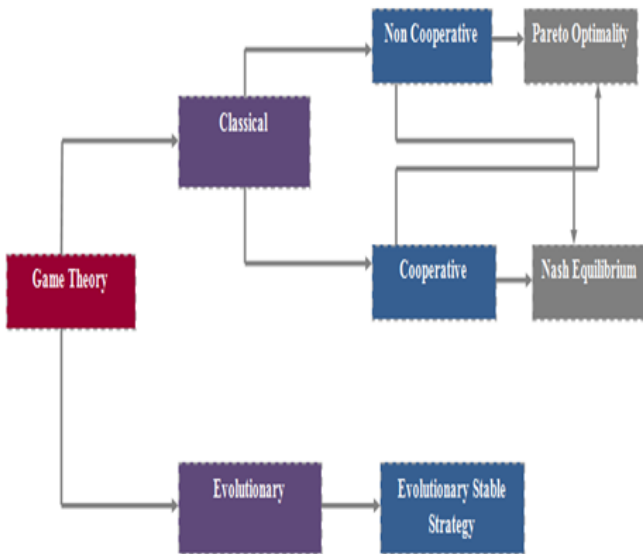 Non Cooperative
Pareto Optimality
Classical
Game Theory
Cooperative
Nash Equilibrium
Evolutionary
Evolutionary Stable
Strategy